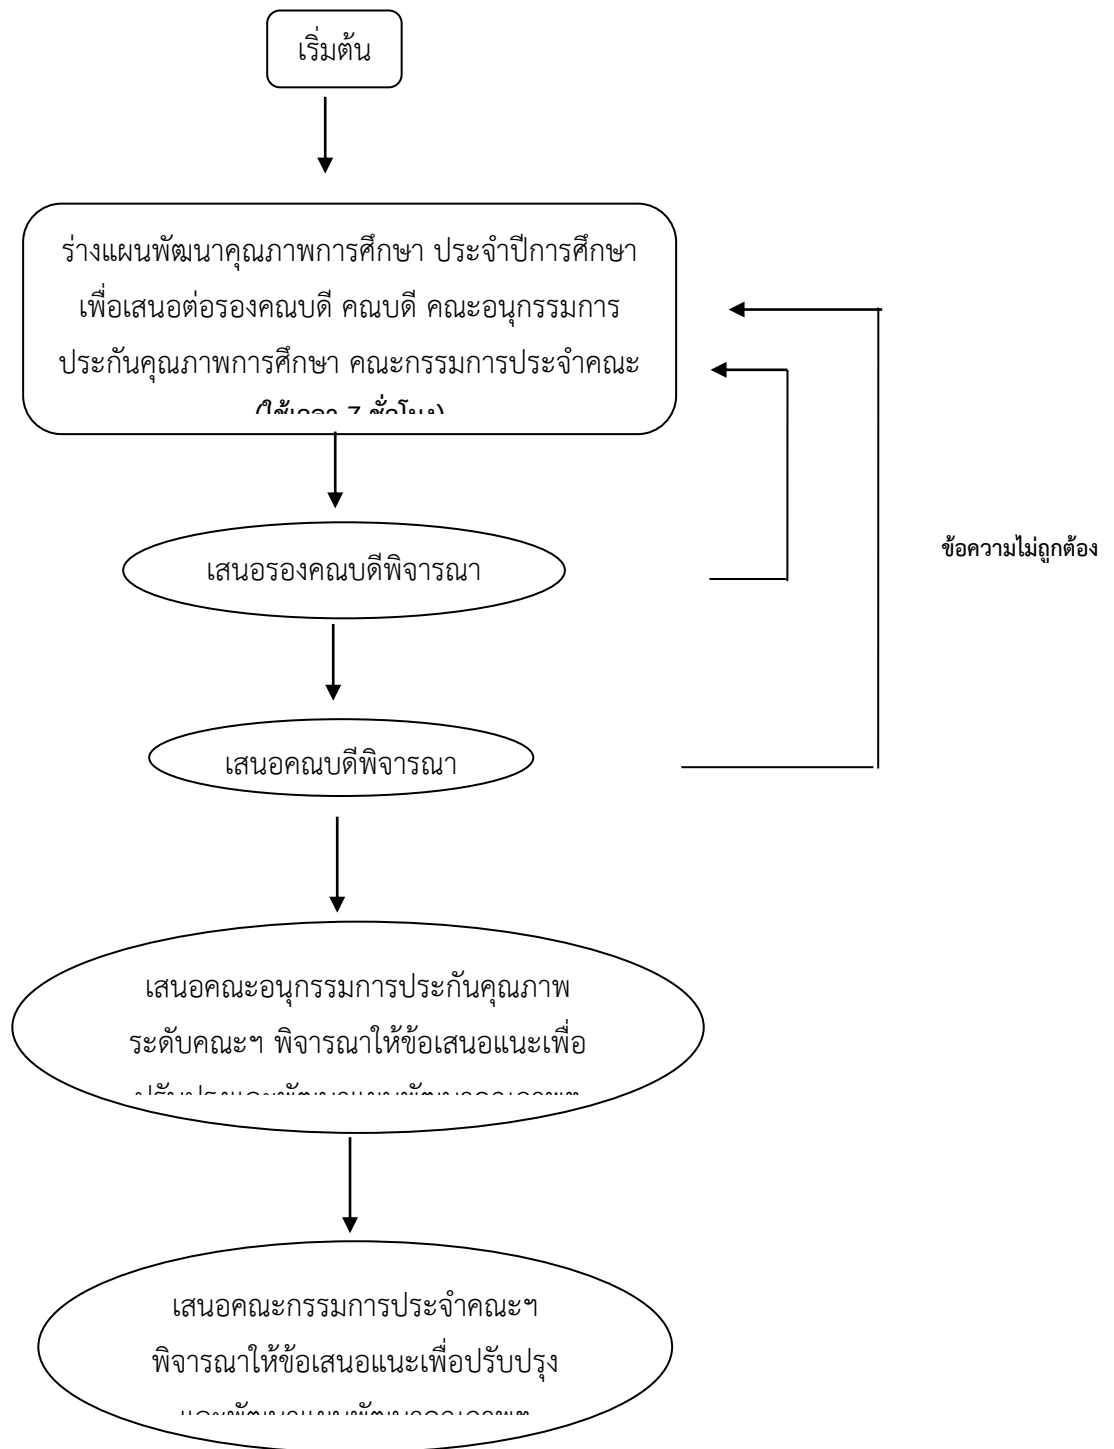 เริ่มต้น
ร่างแผนพัฒนาคุณภาพการศึกษา ประจำปีการศึกษา
เพื่อเสนอต่อรองคณบดี คณบดี คณะอนุกรรมการ
ประกันคุณภาพการศึกษา คณะกรรมการประจำคณะ
(ใช้เวลา 7 ชั่วโมง)
เสนอรองคณบดีพิจารณา
ข้อความไม่ถูกต้อง
เสนอคณบดีพิจารณา
เสนอคณะอนุกรรมการประกันคุณภาพ
ระดับคณะฯ พิจารณาให้ข้อเสนอแนะเพื่อ
เสนอคณะกรรมการประจำคณะฯ
พิจารณาให้ข้อเสนอแนะเพื่อปรับปรุง